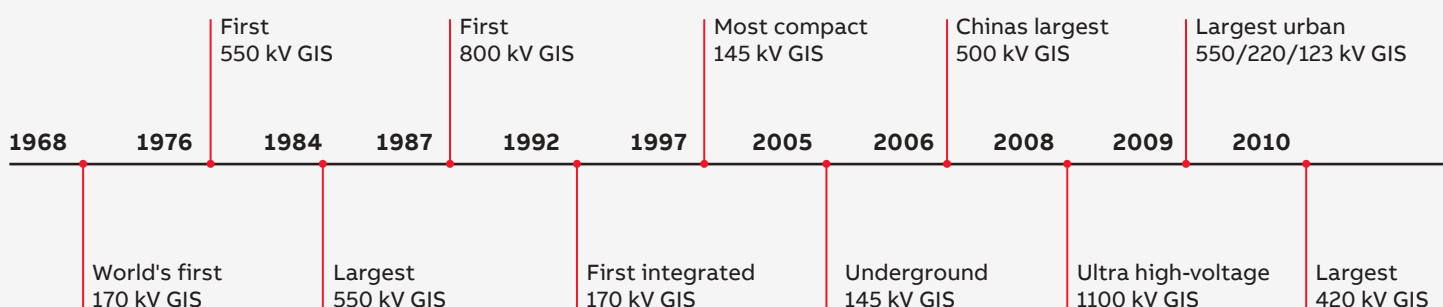 First
550 kV GIS
First
800 kV GIS
Most compact
145 kV GIS
Chinas largest
500 kV GIS
Largest urban
550/220/123 kV GIS
1968
1976
1984
1987
1992
1997
2005
2006
2008
2009
2010
World's first
170 kV GIS
Largest
550 kV GIS
First integrated
170 kV GIS
Underground
145 kV GIS
Ultra high-voltage
1100 kV GIS
Largest
420 kV GIS